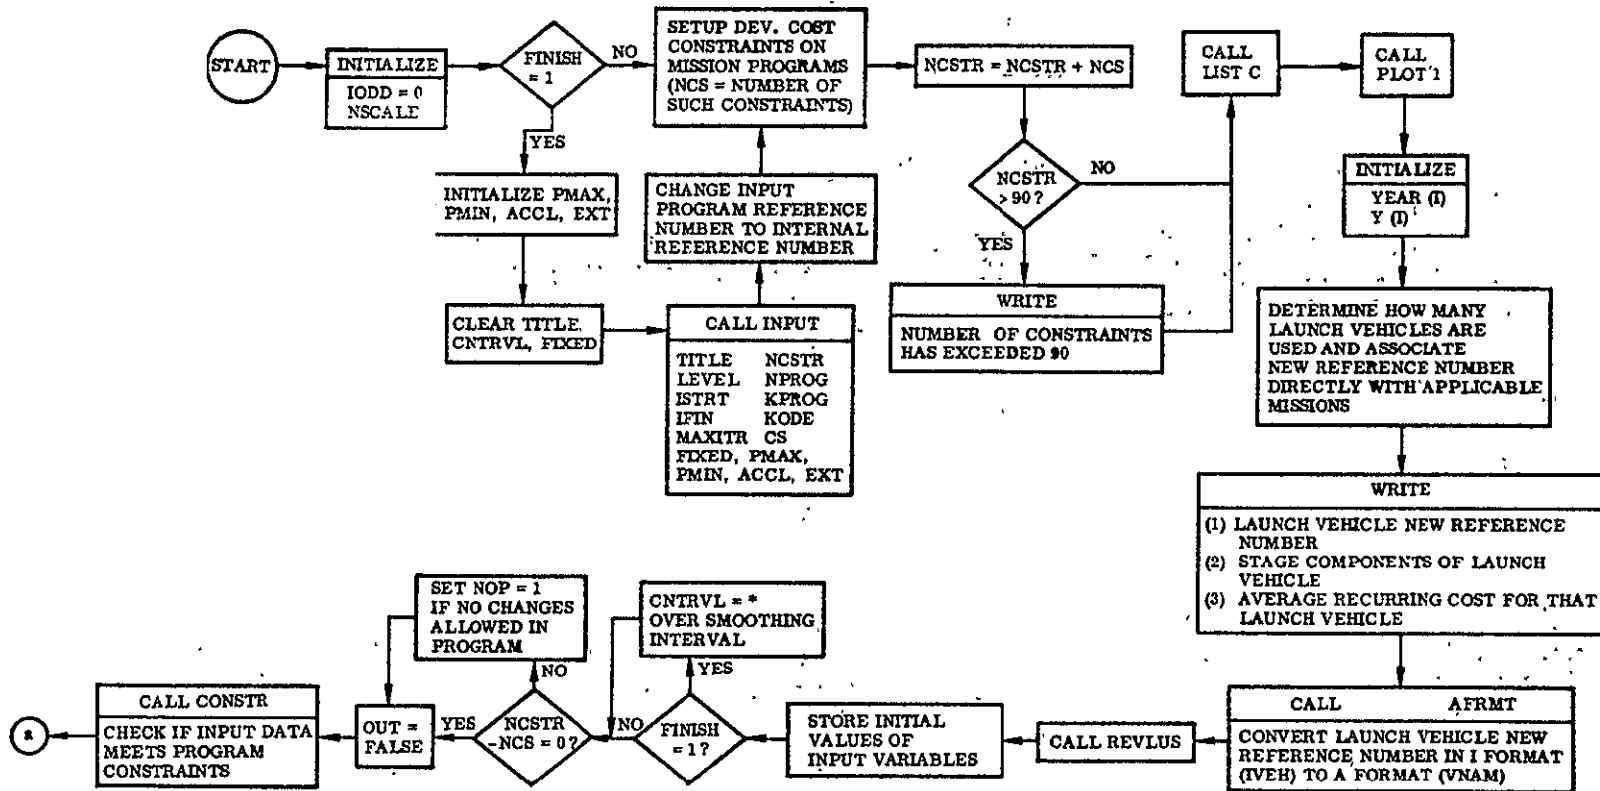 START
INITIALIZE
IODD = 0
NSCALE
FINISH
= 1
NO
YES
INITIALIZE PMAX,
PMIN, ACCL, EXT
CLEAR TITLE,
CNTRVL, FIXED
CALL INPUT
TITLE NCSTR
LEVEL NPROG
ISTRT KPROG
IFIN KODE
MAXITR CS
FIXED, PMAX,
PMIN, ACCL, EXT
CHANGE INPUT
PROGRAM REFERENCE
NUMBER TO INTERNAL
REFERENCE NUMBER
SETUP DEV. COST
CONSTRAINTS ON
MISSION PROGRAMS
(NCS = NUMBER OF
SUCH CONSTRAINTS)
NCSTR = NCSTR + NCS
NCSTR
> 90?
NO
YES
WRITE
NUMBER OF CONSTRAINTS
HAS EXCEEDED 90
CALL
LIST C
CALL
PLOT 1
INITIALIZE
YEAR (I)
Y (I)
DETERMINE HOW MANY
LAUNCH VEHICLES ARE
USED AND ASSOCIATE
NEW REFERENCE NUMBER
DIRECTLY WITH APPLICABLE
MISSIONS
WRITE
(1) LAUNCH VEHICLE NEW REFERENCE
NUMBER
(2) STAGE COMPONENTS OF LAUNCH
VEHICLE
(3) AVERAGE RECURRING COST FOR THAT
LAUNCH VEHICLE
CALL AFRMT
CONVERT LAUNCH VEHICLE NEW
REFERENCE NUMBER IN I FORMAT
(IVEH) TO A FORMAT (VNAM)
CALL REVLUS
STORE INITIAL
VALUES OF
INPUT VARIABLES
FINISH
=1?
YES
NO
CNTRVL = *
OVER SMOOTHING
INTERVAL
NCSTR
-NCS = 0?
NO
YES
SET NOP = 1
IF NO CHANGES
ALLOWED IN
PROGRAM
OUT =
FALSE
CALL CONSTR
CHECK IF INPUT DATA
MEETS PROGRAM
CONSTRAINTS